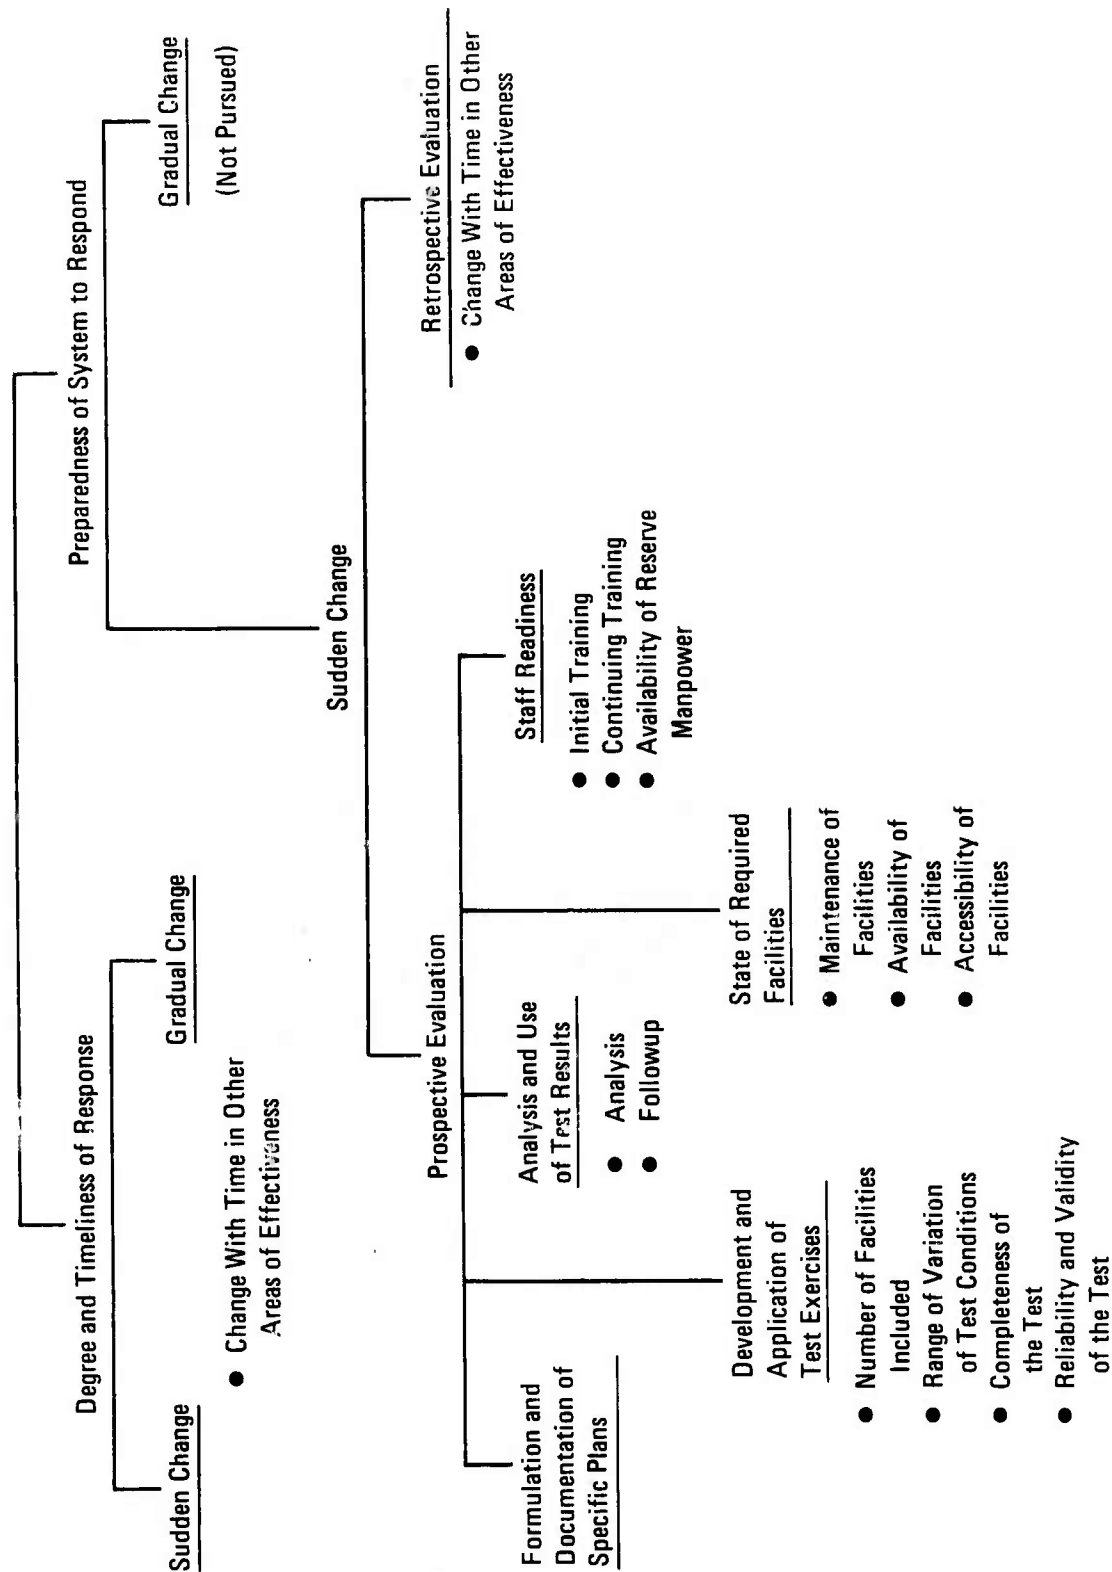 Degree and Timeliness of Response
Preparedness of System to Respond
Sudden Change
Gradual Change
● Change With Time in Other
Areas of Effectiveness
Gradual Change
(Not Pursued)
Sudden Change
Prospective Evaluation
Retrospective Evaluation
● Change With Time in Other
Areas of Effectiveness
Formulation and
Documentation of
Specific Plans
Development and
Application of
Test Exercises
● Number of Facilities
Included
● Range of Variation
of Test Conditions
● Completeness of
the Test
● Reliability and Validity
of the Test
Analysis and Use
of Test Results
● Analysis
● Followup
State of Required
Facilities
● Maintenance of
Facilities
● Availability of
Facilities
● Accessibility of
Facilities
Staff Readiness
● Initial Training
● Continuing Training
● Availability of Reserve
Manpower